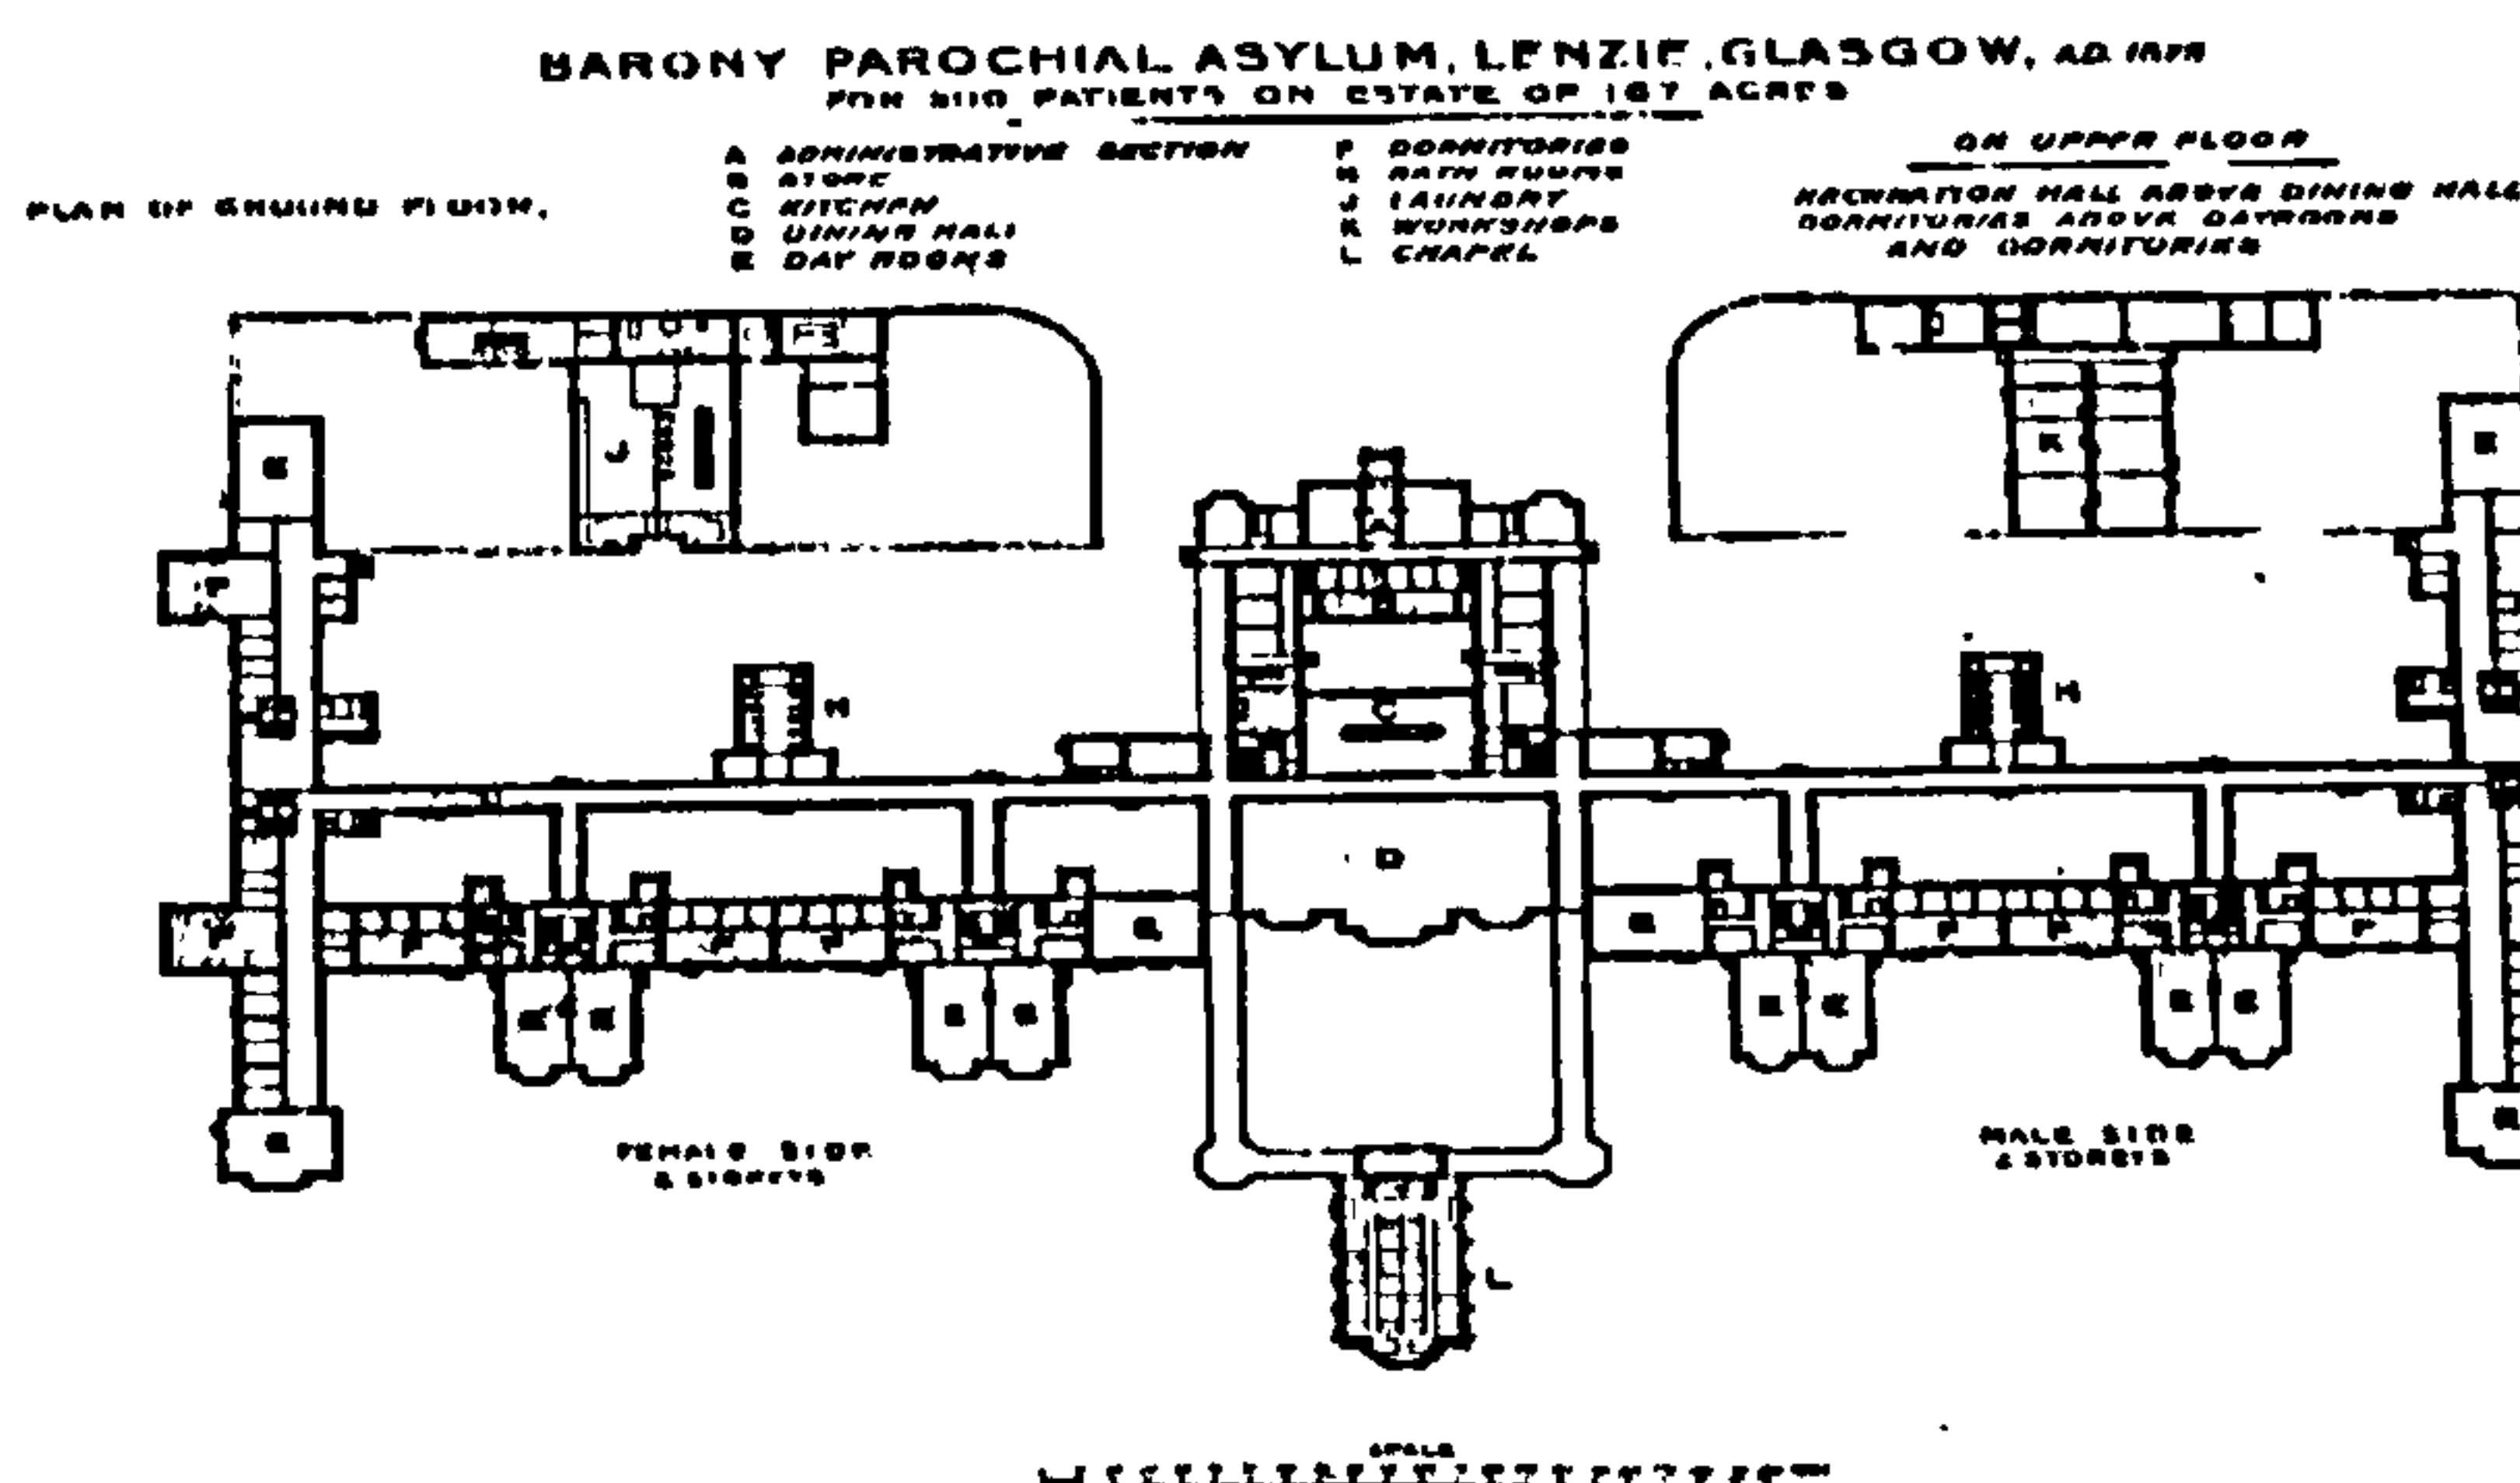 BARONY PAROCHIAL ASYLUM, LENZIE, GLASGOW, A.D.
FOR PATIENTS ON ESTATE OF 167 ACRES
PLAN OF GROUND FLOOR.
A ADMINISTRATIVE SECTION
B STORE
C KITCHEN
D DINING HALL
E DAY ROOMS
F DORMITORIES
H BATH ROOMS
J LAUNDRY
K WORKSHOPS
L CHAPEL
ON UPPER FLOOR
RECREATION HALL ABOVE DINING HALL
DORMITORIES ABOVE DAYROOMS
AND DORMITORIES
E
J
K
E
F
H
C
H
D
F
F
F
F
E
E
F
F
F
E
E
E
E
E
E
E
E
E
E
FEMALE SIDE
STOREYS
MALE SIDE
STOREYS
L
SCALE